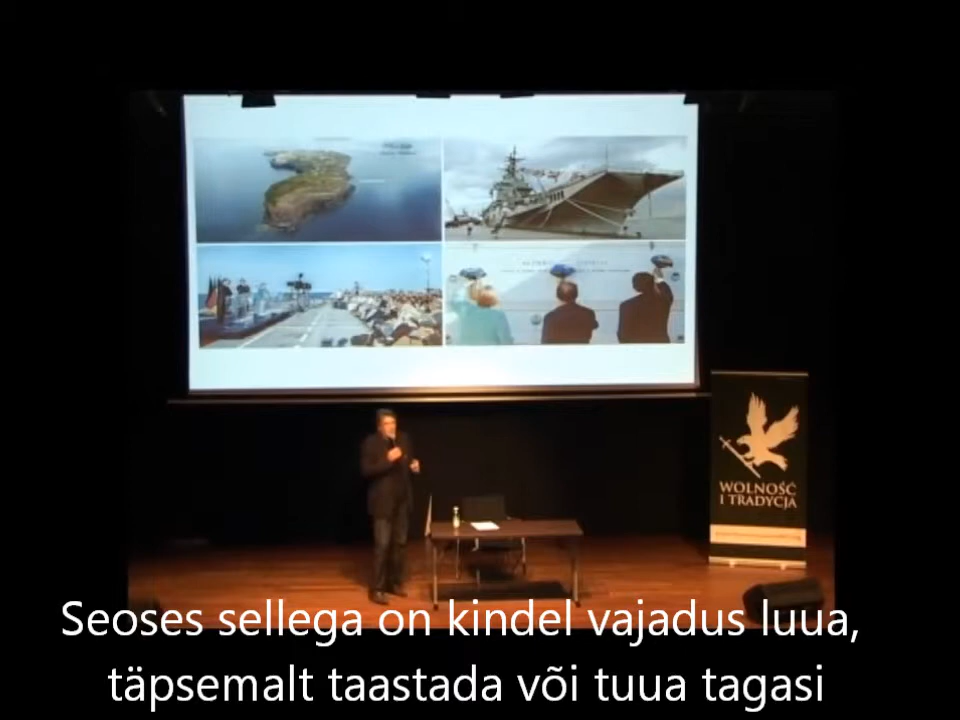 WOLNOŚĆ
I TRADYCJA
Seoses sellega on kindel vajadus luua,
täpsemalt taastada või tuua tagasi